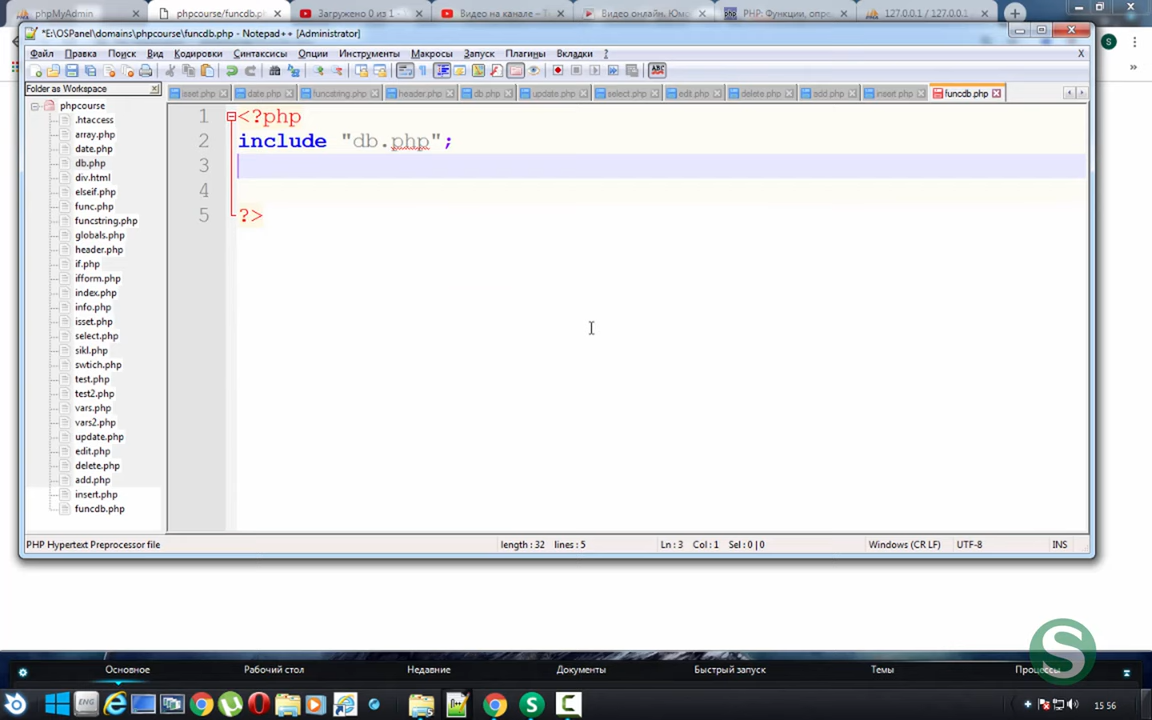 phpMyAdmin
phpcourse/funcdb.ph
Загружено 0 из 1
Видео на канале – Тu
Видео онлайн. Юм
PHP: Функции, опре
127.0.0.1 / 127.0.0.1
*E:\OSPanel\domains\phpcourse\funcdb.php - Notepad++ [Administrator]
Файл Правка Поиск Вид Кодировки Синтаксисы Опции Инструменты Макросы Запуск Плагины Вкладки ? X
Folder as Workspace
isset.php date.php funcstring.php header.php db.php update.php select.php edit.php delete.php add.php insert.php funcdb.php
phpcourse
.htaccess
array.php
date.php
db.php
div.html
elseif.php
func.php
funcstring.php
globals.php
header.php
if.php
ifform.php
index.php
info.php
isset.php
select.php
sikl.php
swtich.php
test.php
test2.php
vars.php
vars2.php
update.php
edit.php
delete.php
add.php
insert.php
funcdb.php
1 <?php
2 include "db.php";
3
4
5 ?>
PHP Hypertext Preprocessor file length : 32 lines : 5 Ln : 3 Col : 1 Sel : 0 | 0 Windows (CR LF) UTF-8 INS
S
Основное Рабочий стол Недавние Документы Быстрый запуск Темы Процессы
ENG
15 56